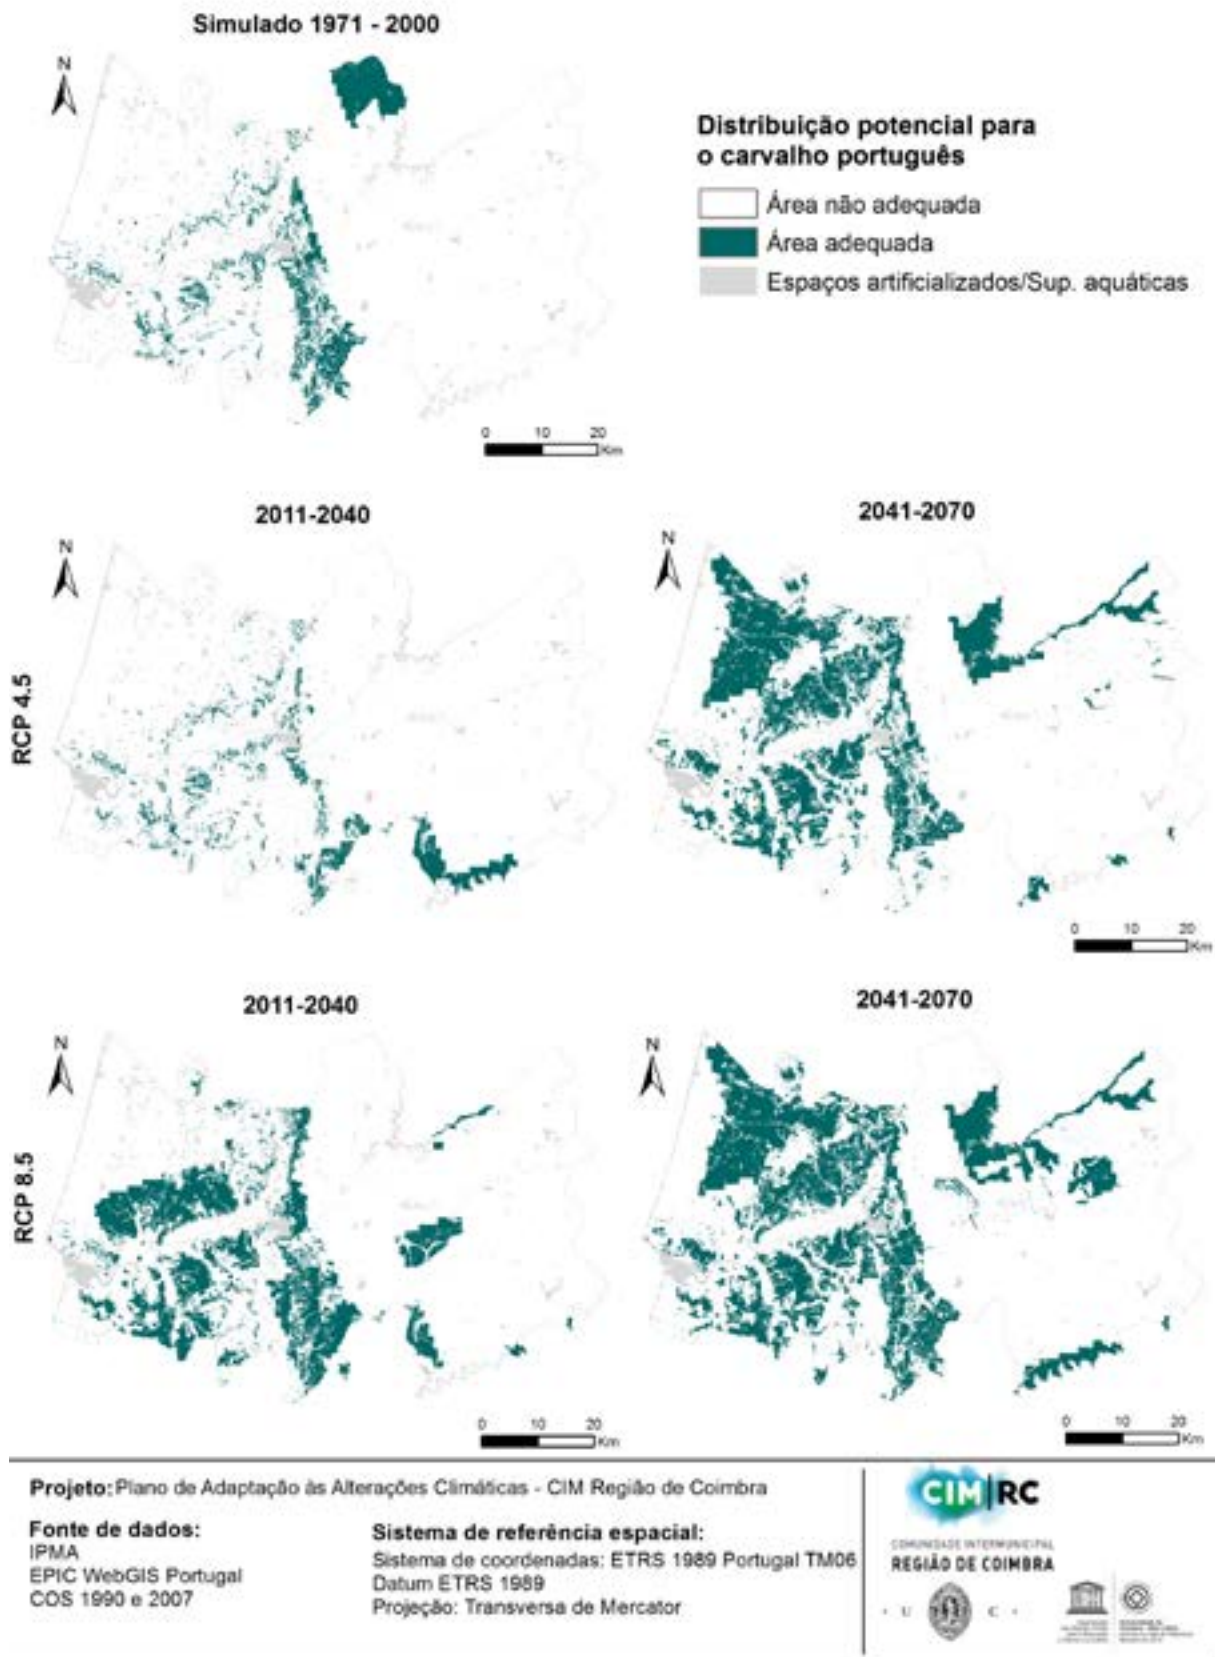 Simulado 1971 - 2000
N
Distribuição potencial para
o carvalho português
Área não adequada
Área adequada
Espaços artificializados/Sup. aquáticas
0 10 20
Km
2011-2040
2041-2070
N
N
RCP 4.5
0 10 20
Km
2011-2040
2041-2070
N
N
RCP 8.5
0 10 20
Km
0 10 20
Km
Projeto: Plano de Adaptação às Alterações Climáticas - CIM Região de Coimbra
Fonte de dados:
IPMA
EPIC WebGIS Portugal
COS 1990 e 2007
Sistema de referência espacial:
Sistema de coordenadas: ETRS 1989 Portugal TM06
Datum ETRS 1989
Projeção: Transversa de Mercator
CIM|RC
COMUNIDADE INTERMUNICIPAL
REGIÃO DE COIMBRA
· U C ·